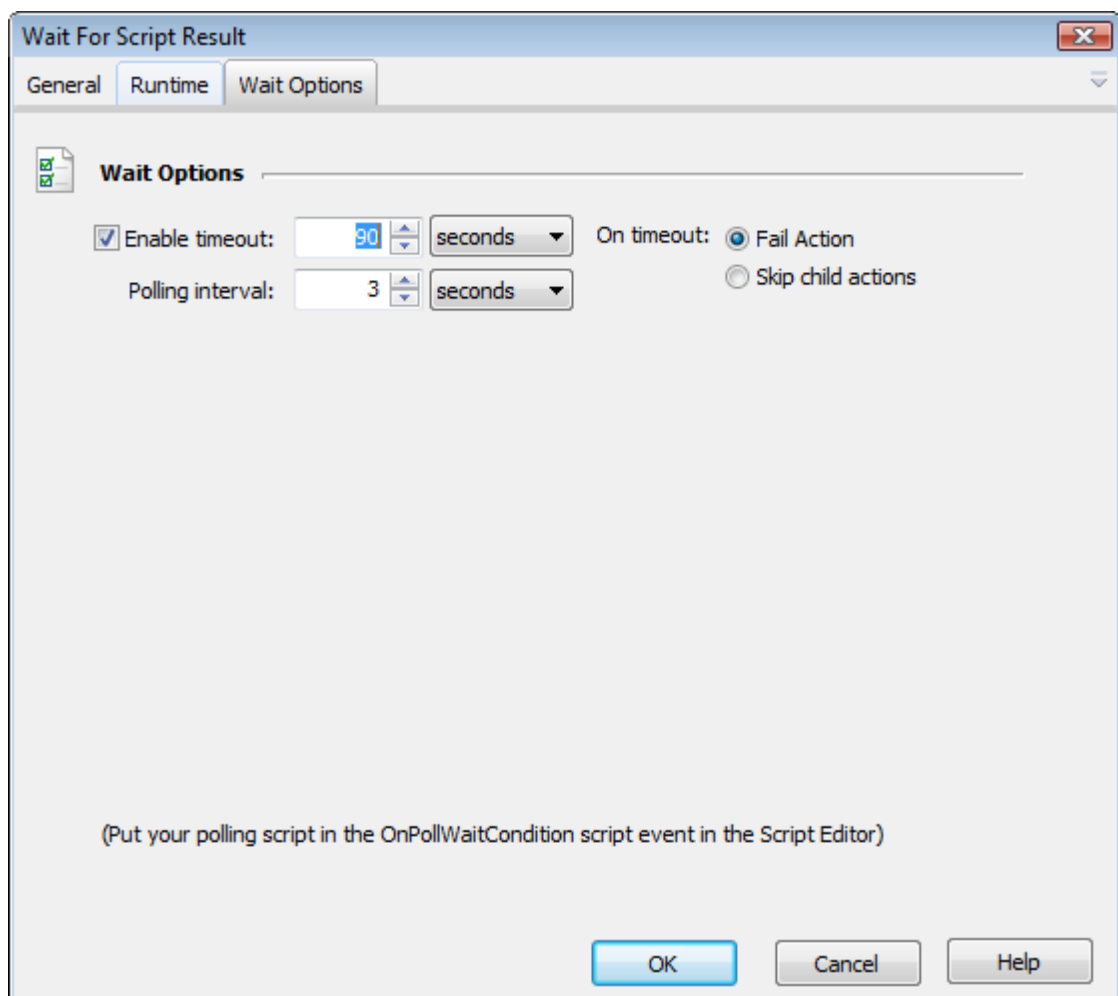 Wait For Script Result
General Runtime Wait Options
Wait Options
Enable timeout: 90 seconds On timeout: Fail Action
Skip child actions
Polling interval: 3 seconds
(Put your polling script in the OnPollWaitCondition script event in the Script Editor)
OK Cancel Help